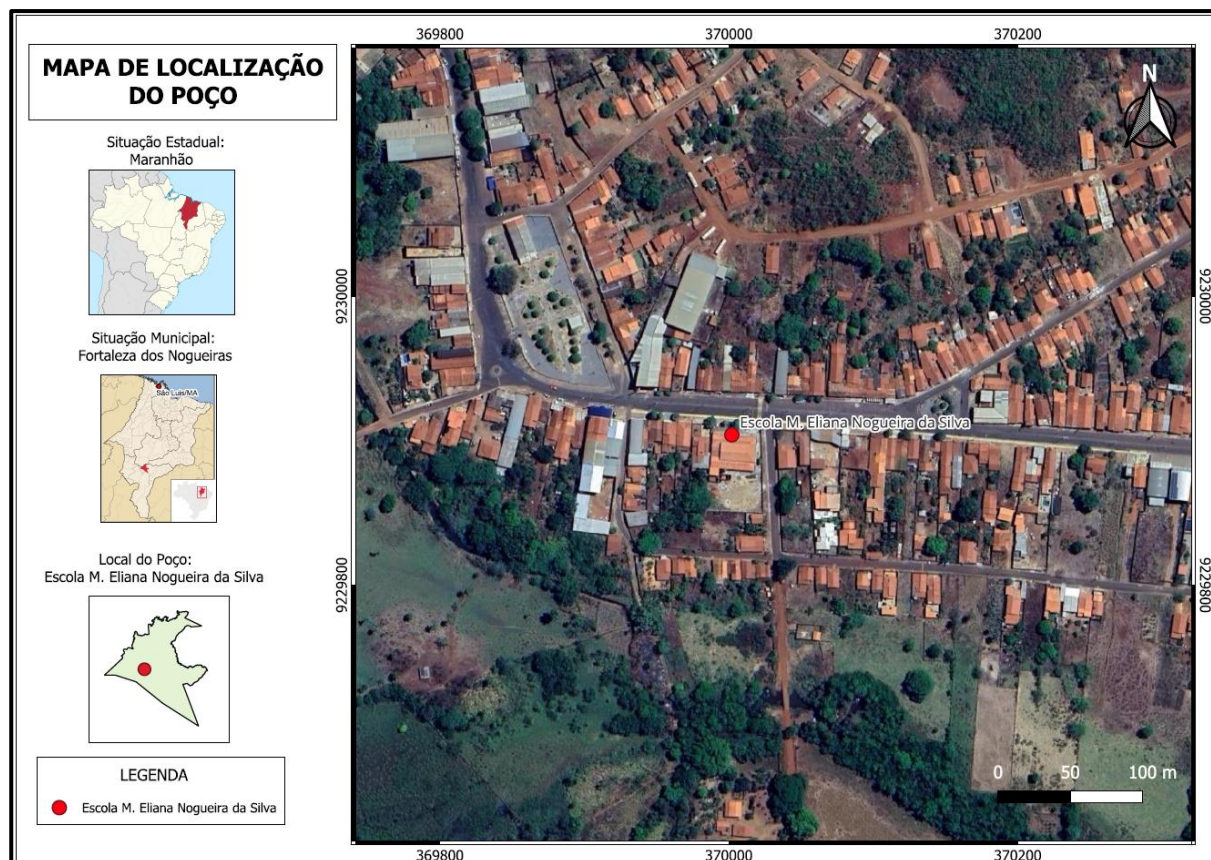 MAPA DE LOCALIZAÇÃO
DO POÇO
Situação Estadual:
Maranhão
Situação Municipal:
Fortaleza dos Nogueiras
São Luís/MA
Local do Poço:
Escola M. Eliana Nogueira da Silva
LEGENDA
Escola M. Eliana Nogueira da Silva
369800
370000
370200
N
9230000
9230000
Escola M. Eliana Nogueira da Silva
9229800
9229800
0 50 100 m
369800
370000
370200